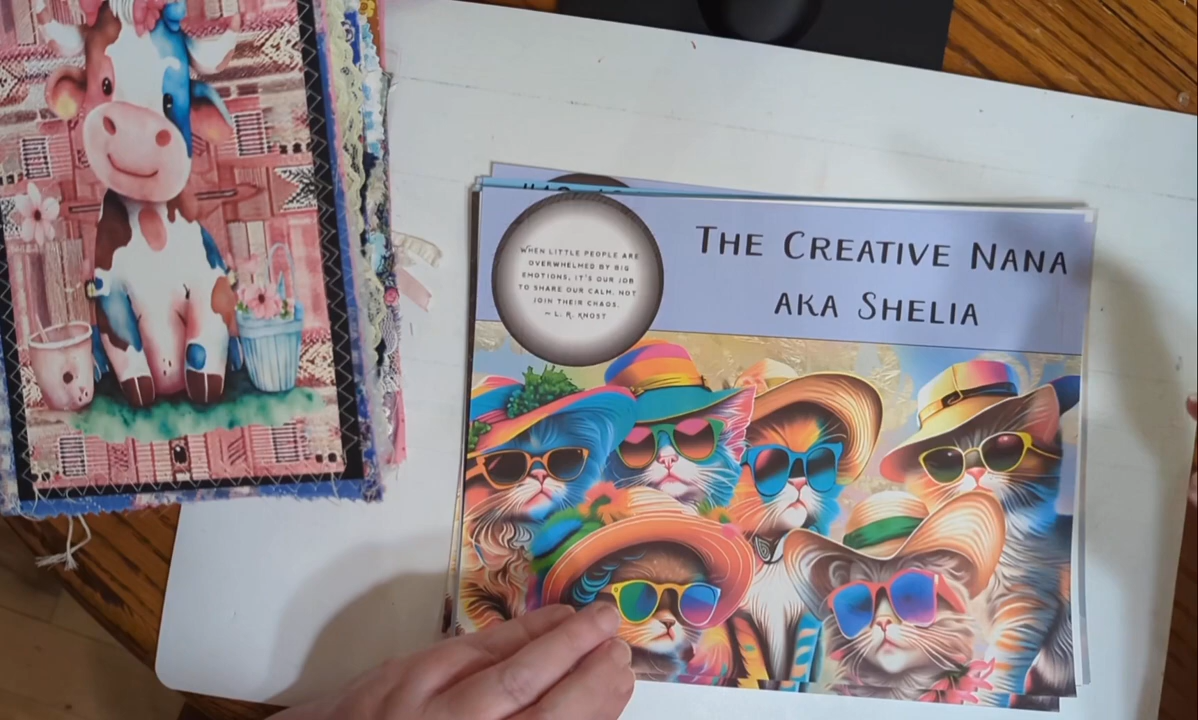 When little people are
overwhelmed by big
emotions, it's our job
to share our calm, not
join their chaos.
~ L. R. Knost
The Creative Nana
aka Shelia